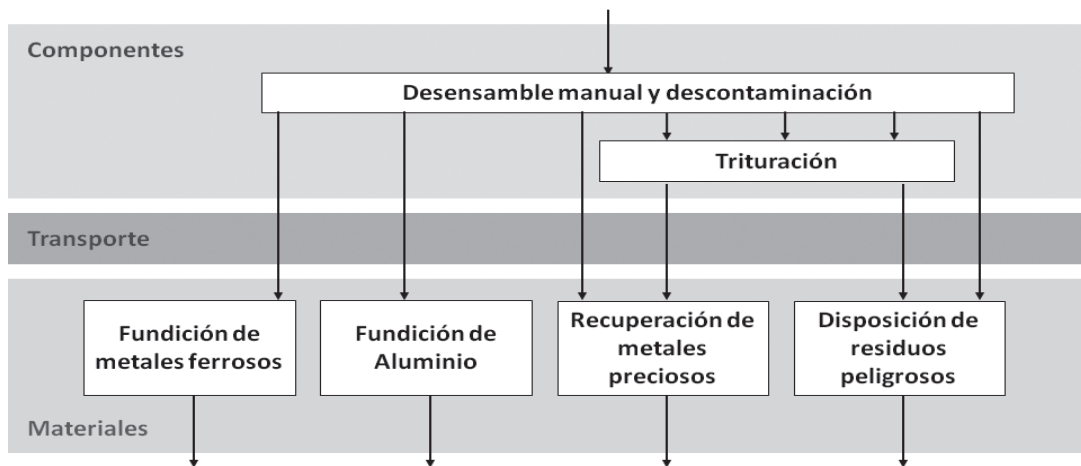 Componentes
Desensamble manual y descontaminación
Trituración
Transporte
Fundición de
metales ferrosos
Fundición de
Aluminio
Recuperación de
metales
preciosos
Disposición de
residuos
peligrosos
Materiales